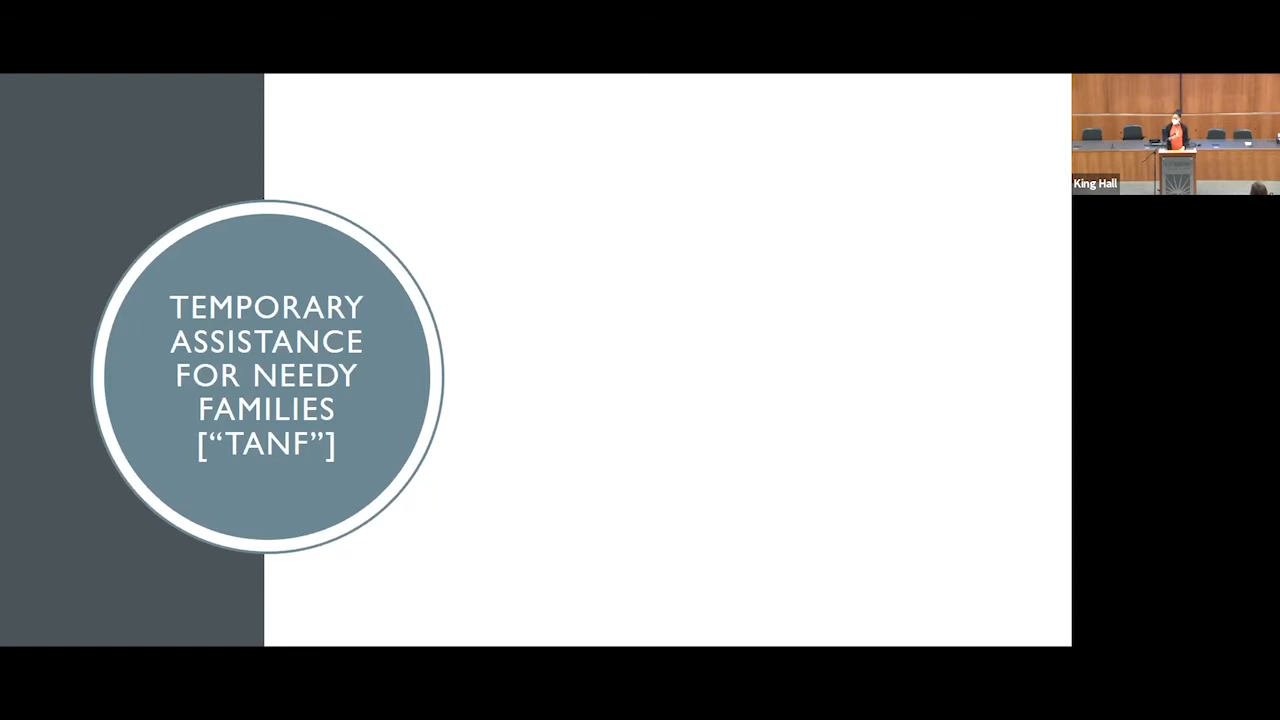 TEMPORARY
ASSISTANCE
FOR NEEDY
FAMILIES
[“TANF”]
King Hall